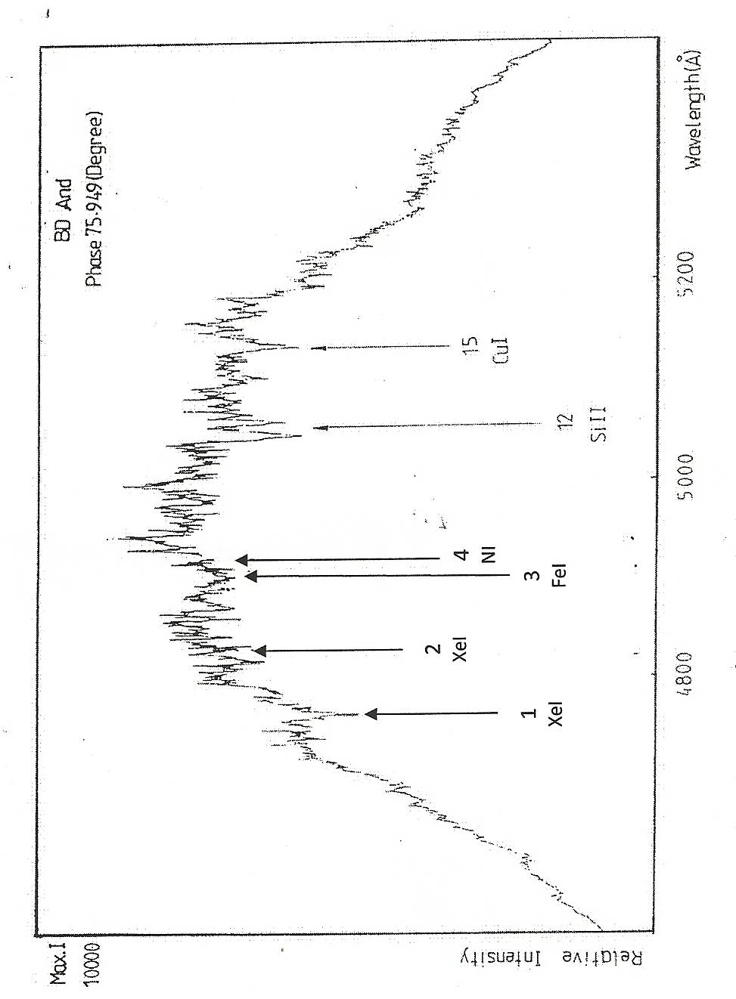 Max.I
10000
BD And
Phase 75.949(Degree)
Relative Intensity
1
XeI
2
XeI
3
FeI
4
NI
12
SiII
15
CuI
4800
5000
5200
Wavelength(Å)